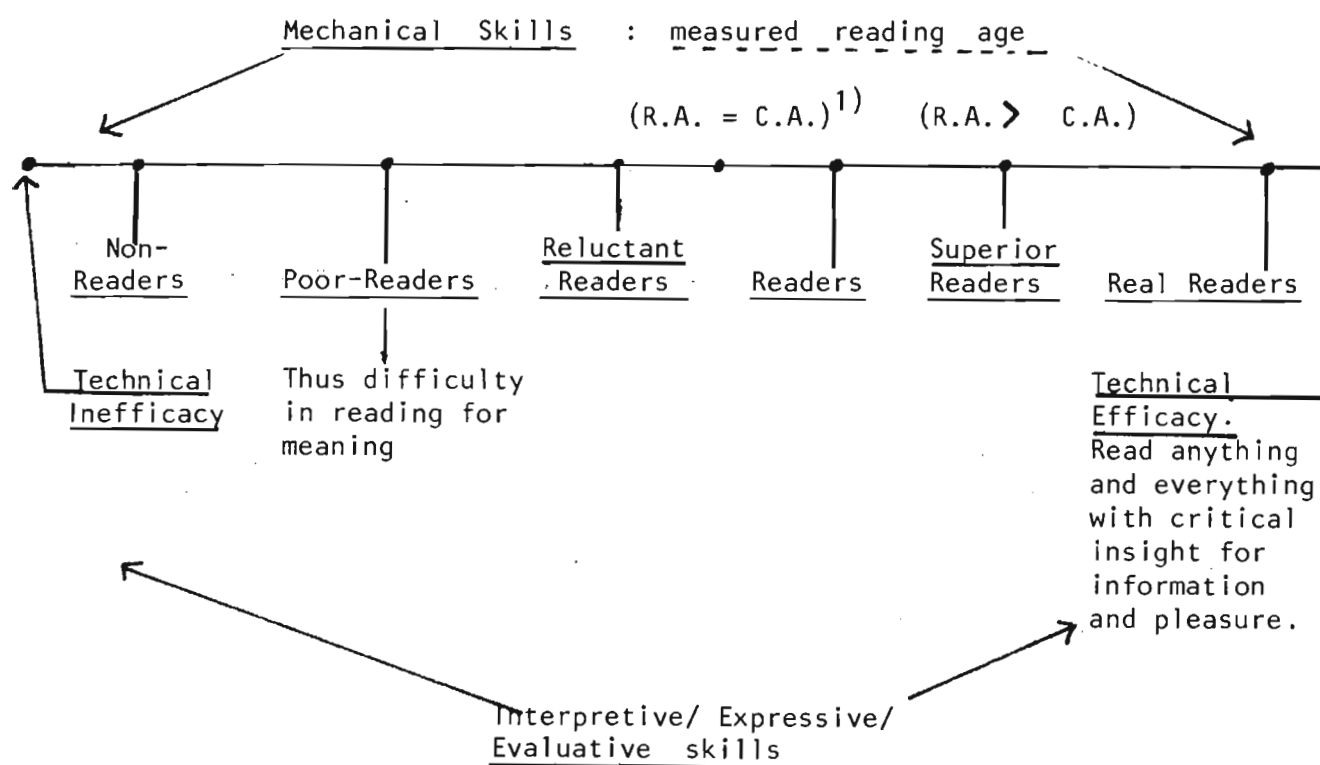 Mechanical Skills : measured reading age
(R.A. = C.A.)1) (R.A. > C.A.)
Non-
Readers
Poor-Readers
Reluctant
Readers
Readers
Superior
Readers
Real Readers
Technical
Inefficacy
Thus difficulty
in reading for
meaning
Technical
Efficacy.
Read anything
and everything
with critical
insight for
information
and pleasure.
Interpretive/ Expressive/
Evaluative skills